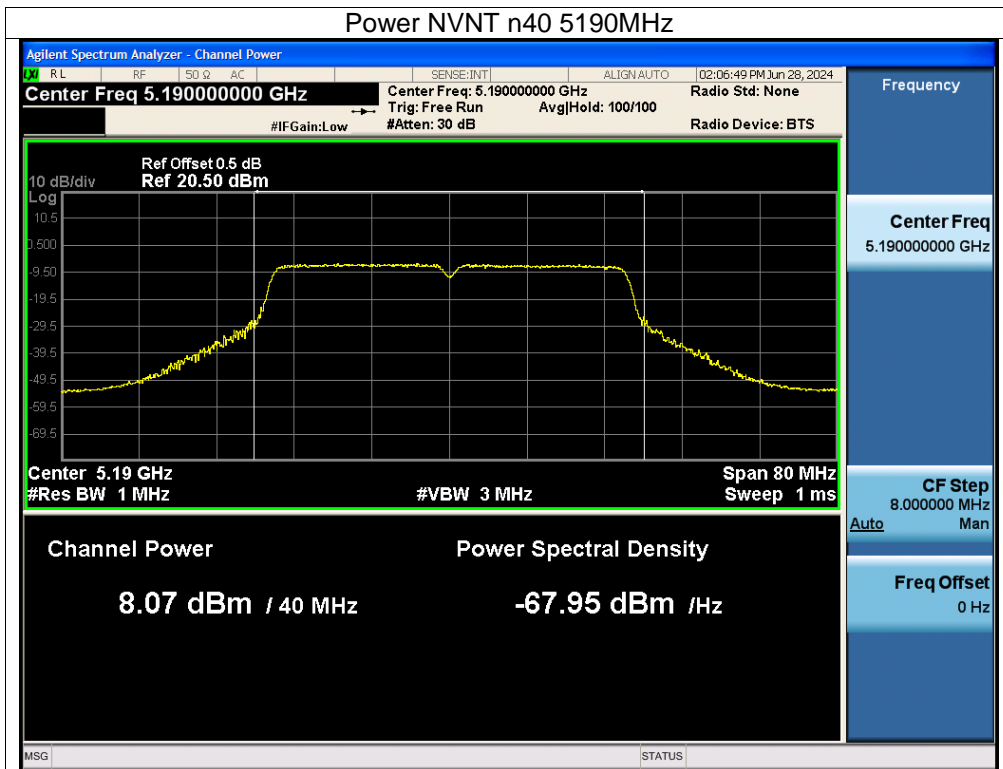 Power NVNT n40 5190MHz
Agilent Spectrum Analyzer - Channel Power
LXI RL RF 50 Ω AC SENSE:INT ALIGN AUTO 02:06:49 PM Jun 28, 2024
Center Freq 5.190000000 GHz
Center Freq: 5.190000000 GHz
Radio Std: None
Trig: Free Run
Avg|Hold: 100/100
#IFGain:Low
#Atten: 30 dB
Radio Device: BTS
Ref Offset 0.5 dB
10 dB/div
Ref 20.50 dBm
Log
10.5
0.500
-9.50
-19.5
-29.5
-39.5
-49.5
-59.5
-69.5
Center 5.19 GHz
Span 80 MHz
#Res BW 1 MHz
#VBW 3 MHz
Sweep 1 ms
Channel Power
Power Spectral Density
8.07 dBm / 40 MHz
-67.95 dBm /Hz
Frequency
Center Freq
5.190000000 GHz
CF Step
8.000000 MHz
Auto Man
Freq Offset
0 Hz
MSG
STATUS